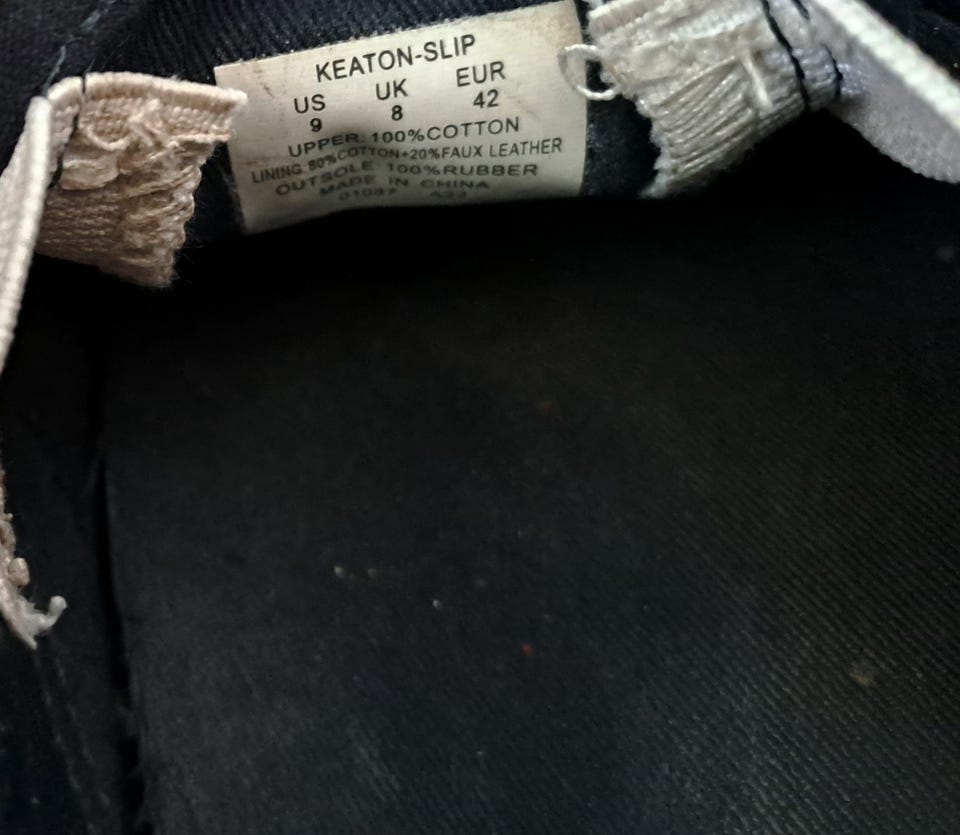 KEATON-SLIP
US UK EUR
9 8 42
UPPER: 100%COTTON
LINING:80%COTTON+20%FAUX LEATHER
OUTSOLE: 100%RUBBER
MADE IN CHINA